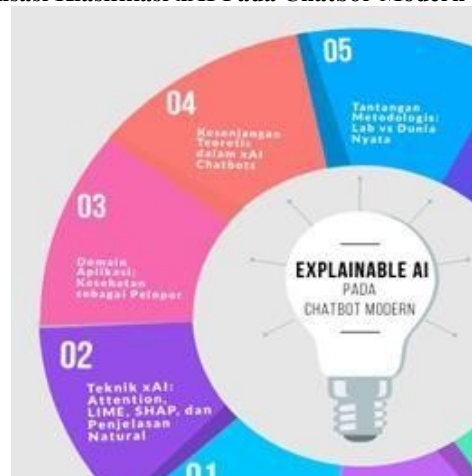 Klasifikasi xAI Pada Chatbot Modern
05
Tantangan
Metodologis:
Lab vs Dunia
Nyata
04
Kesenjangan
Teoretis
dalam xAI
Chatbots
03
Domain
Aplikasi:
Kesehatan
sebagai Pelopor
02
Teknik xAI:
Attention,
LIME, SHAP, dan
Penjelasan
Natural
01
EXPLAINABLE AI
PADA
CHATBOT MODERN